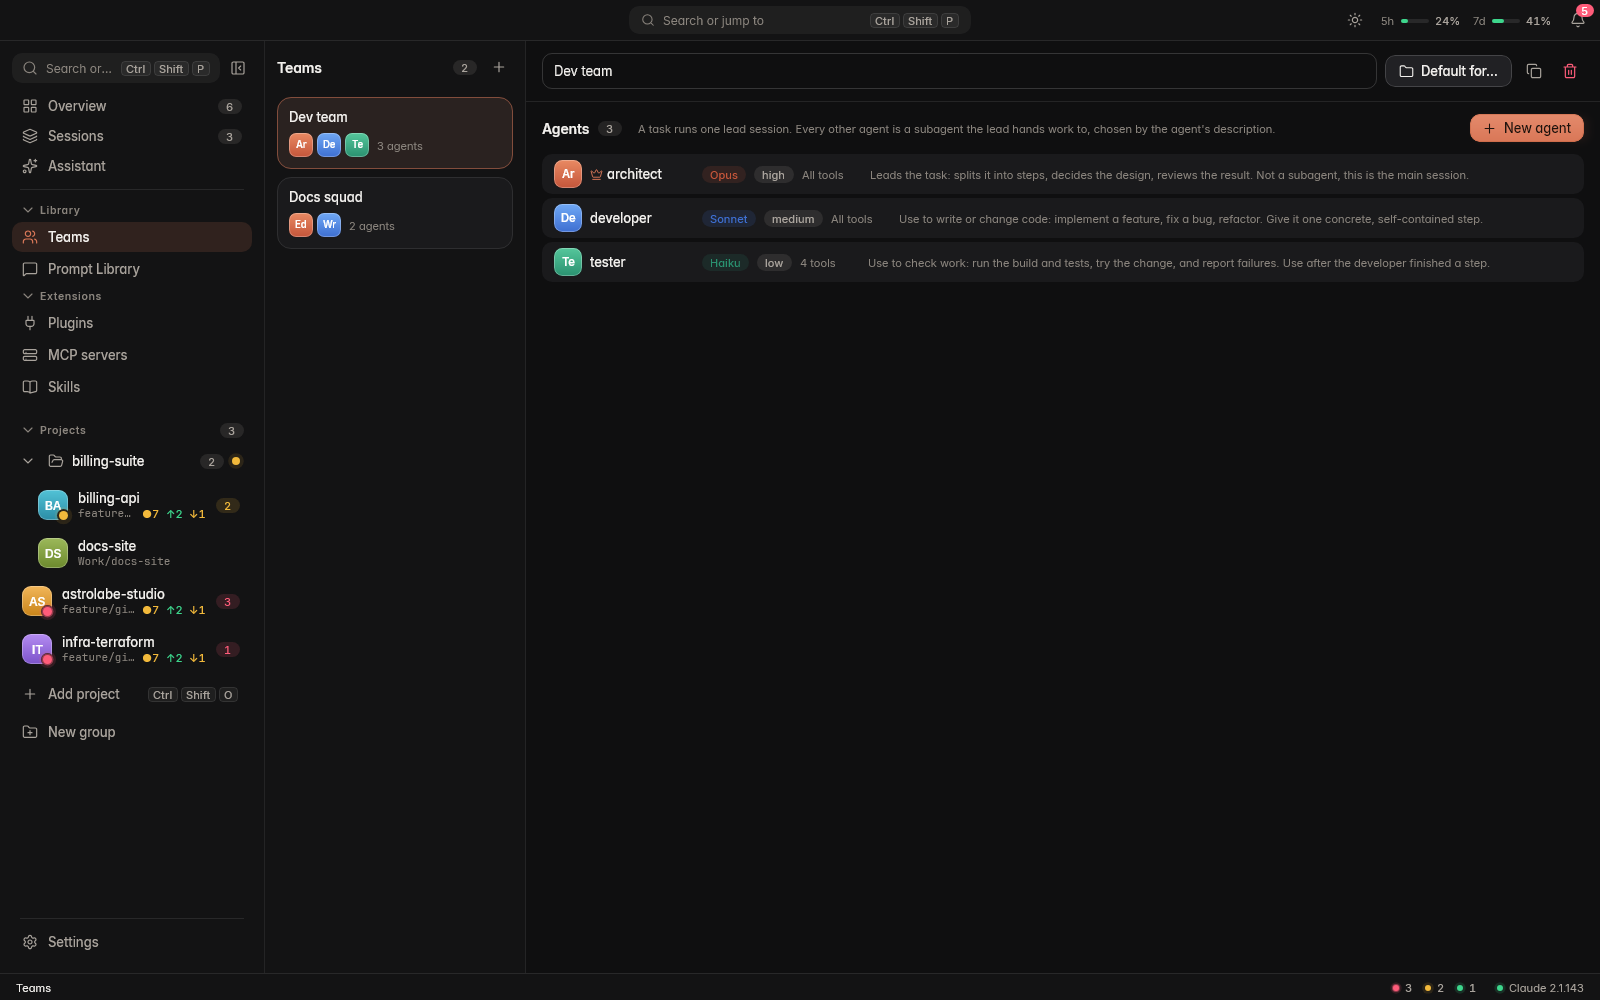 Search or jump to Ctrl Shift P
5h 24% 7d 41% 5
Search or... Ctrl Shift P
Overview 6
Sessions 3
Assistant
Library
Teams
Prompt Library
Extensions
Plugins
MCP servers
Skills
Projects 3
billing-suite 2
BA billing-api 2
feature… 7 ↑2 ↓1
DS docs-site
Work/docs-site
AS astrolabe-studio 3
feature/gi… 7 ↑2 ↓1
IT infra-terraform 1
feature/gi… 7 ↑2 ↓1
Add project Ctrl Shift O
New group
Settings
Teams 2
Dev team
Ar De Te 3 agents
Docs squad
Ed Wr 2 agents
Dev team Default for...
Agents 3 A task runs one lead session. Every other agent is a subagent the lead hands work to, chosen by the agent's description. New agent
Ar architect Opus high All tools Leads the task: splits it into steps, decides the design, reviews the result. Not a subagent, this is the main session.
De developer Sonnet medium All tools Use to write or change code: implement a feature, fix a bug, refactor. Give it one concrete, self-contained step.
Te tester Haiku low 4 tools Use to check work: run the build and tests, try the change, and report failures. Use after the developer finished a step.
Teams 3 2 1 Claude 2.1.143